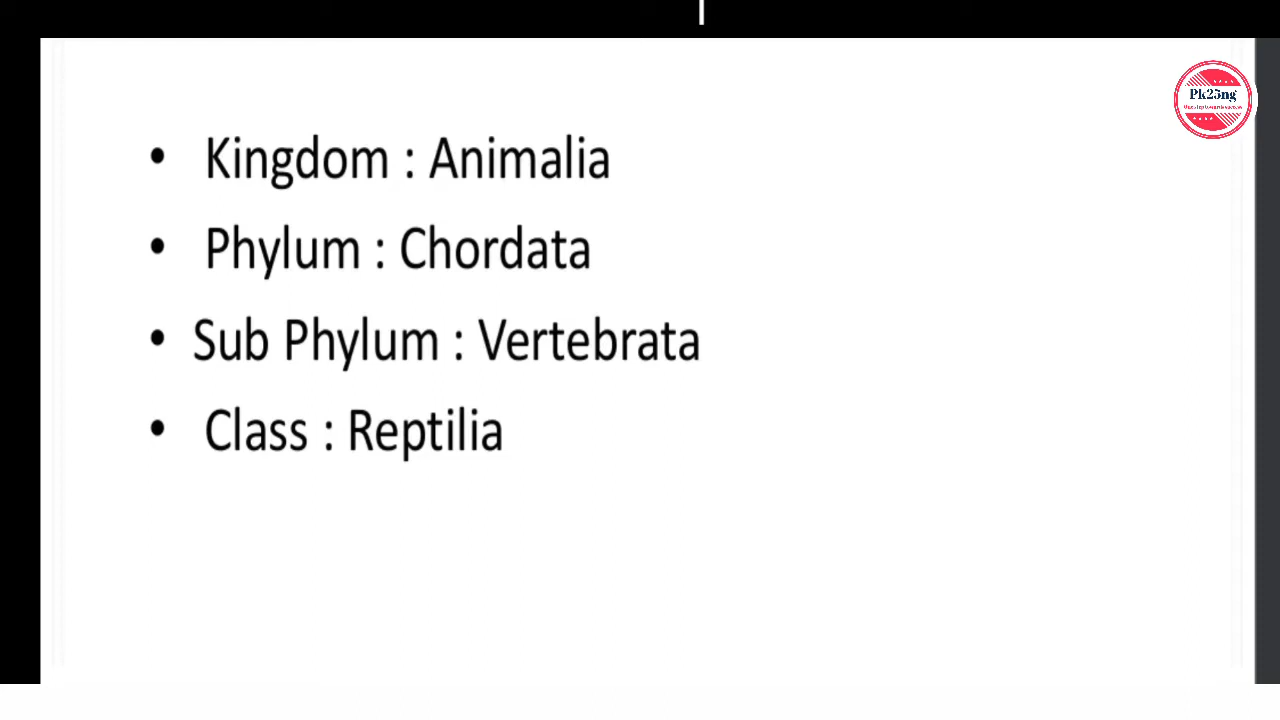 Pk25ng
• Kingdom : Animalia
• Phylum : Chordata
• Sub Phylum : Vertebrata
• Class : Reptilia